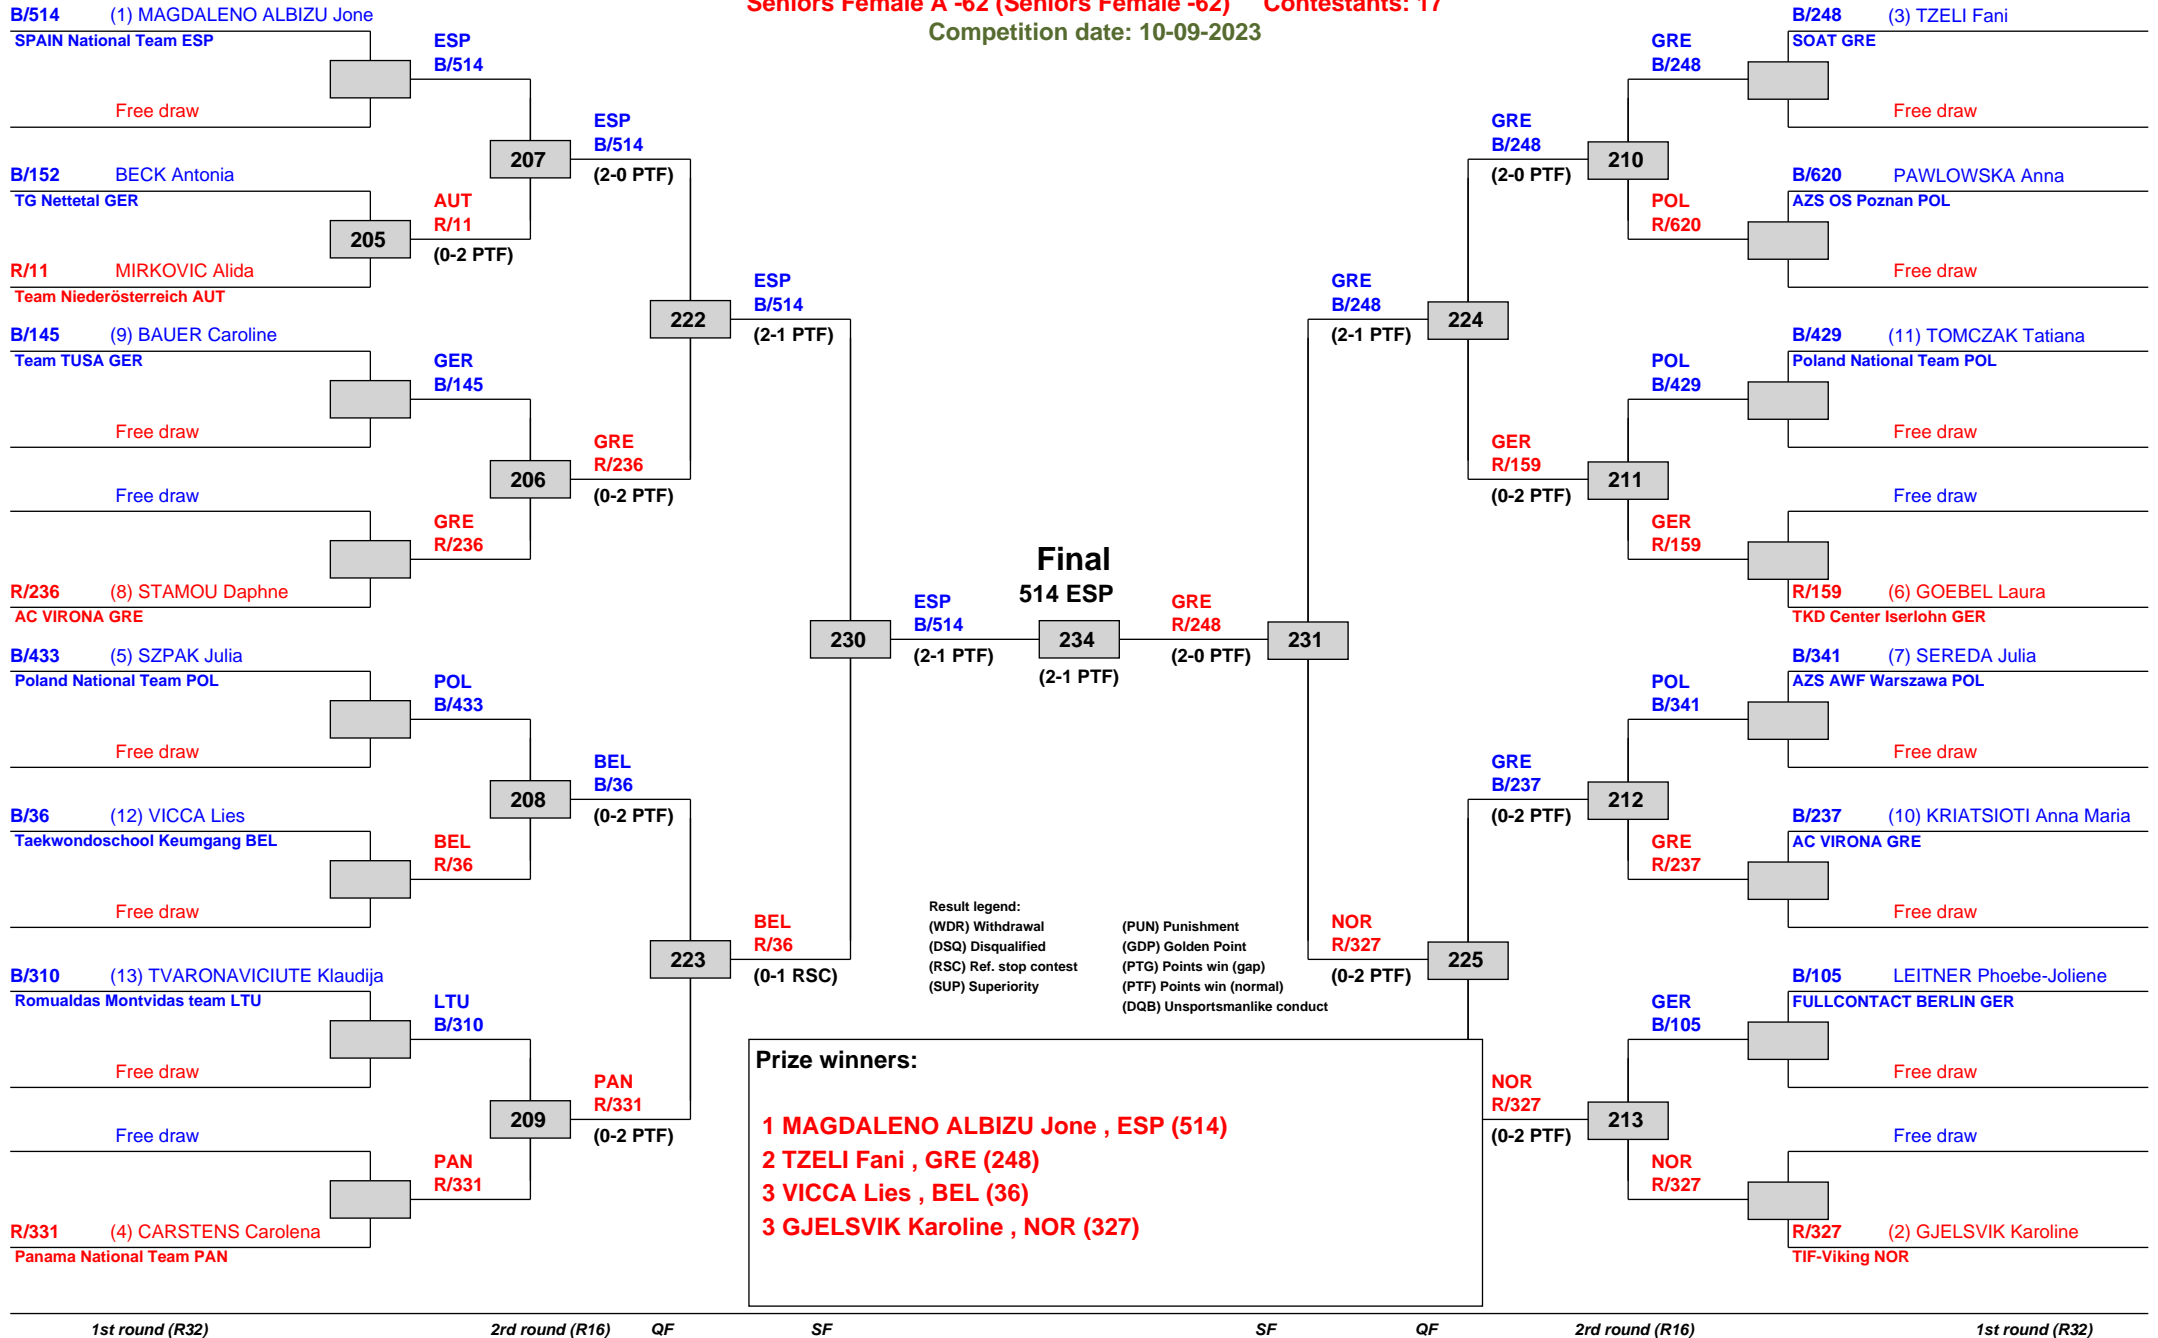 Seniors Female A -62 (Seniors Female -62) Contestants: 17
Competition date: 10-09-2023
B/514 (1) MAGDALENO ALBIZU Jone
SPAIN National Team ESP
Free draw
B/152 BECK Antonia
TG Nettetal GER
R/11 MIRKOVIC Alida
Team Niederösterreich AUT
B/145 (9) BAUER Caroline
Team TUSA GER
Free draw
Free draw
R/236 (8) STAMOU Daphne
AC VIRONA GRE
B/433 (5) SZPAK Julia
Poland National Team POL
Free draw
B/36 (12) VICCA Lies
Taekwondoschool Keumgang BEL
Free draw
B/310 (13) TVARONAVICIUTE Klaudija
Romualdas Montvidas team LTU
Free draw
Free draw
R/331 (4) CARSTENS Carolena
Panama National Team PAN
205
ESP
B/514
AUT
R/11
(0-2 PTF)
GER
B/145
GRE
R/236
POL
B/433
BEL
R/36
LTU
B/310
PAN
R/331
207
206
208
209
ESP
B/514
(2-0 PTF)
GRE
R/236
(0-2 PTF)
BEL
B/36
(0-2 PTF)
PAN
R/331
(0-2 PTF)
222
223
ESP
B/514
(2-1 PTF)
BEL
R/36
(0-1 RSC)
230
ESP
B/514
(2-1 PTF)
Final
514 ESP
234
(2-1 PTF)
GRE
R/248
(2-0 PTF)
231
GRE
B/248
(2-1 PTF)
NOR
R/327
(0-2 PTF)
224
225
GRE
B/248
(2-0 PTF)
GER
R/159
(0-2 PTF)
GRE
B/237
(0-2 PTF)
NOR
R/327
(0-2 PTF)
210
211
212
213
GRE
B/248
POL
R/620
POL
B/429
GER
R/159
POL
B/341
GRE
R/237
GER
B/105
NOR
R/327
B/248 (3) TZELI Fani
SOAT GRE
Free draw
B/620 PAWLOWSKA Anna
AZS OS Poznan POL
Free draw
B/429 (11) TOMCZAK Tatiana
Poland National Team POL
Free draw
Free draw
R/159 (6) GOEBEL Laura
TKD Center Iserlohn GER
B/341 (7) SEREDA Julia
AZS AWF Warszawa POL
Free draw
B/237 (10) KRIATSIOTI Anna Maria
AC VIRONA GRE
Free draw
B/105 LEITNER Phoebe-Joliene
FULLCONTACT BERLIN GER
Free draw
Free draw
R/327 (2) GJELSVIK Karoline
TIF-Viking NOR
Result legend:
(WDR) Withdrawal
(DSQ) Disqualified
(RSC) Ref. stop contest
(SUP) Superiority
(PUN) Punishment
(GDP) Golden Point
(PTG) Points win (gap)
(PTF) Points win (normal)
(DQB) Unsportsmanlike conduct
Prize winners:
1 MAGDALENO ALBIZU Jone , ESP (514)
2 TZELI Fani , GRE (248)
3 VICCA Lies , BEL (36)
3 GJELSVIK Karoline , NOR (327)
1st round (R32) 2rd round (R16) QF SF SF QF 2rd round (R16) 1st round (R32)